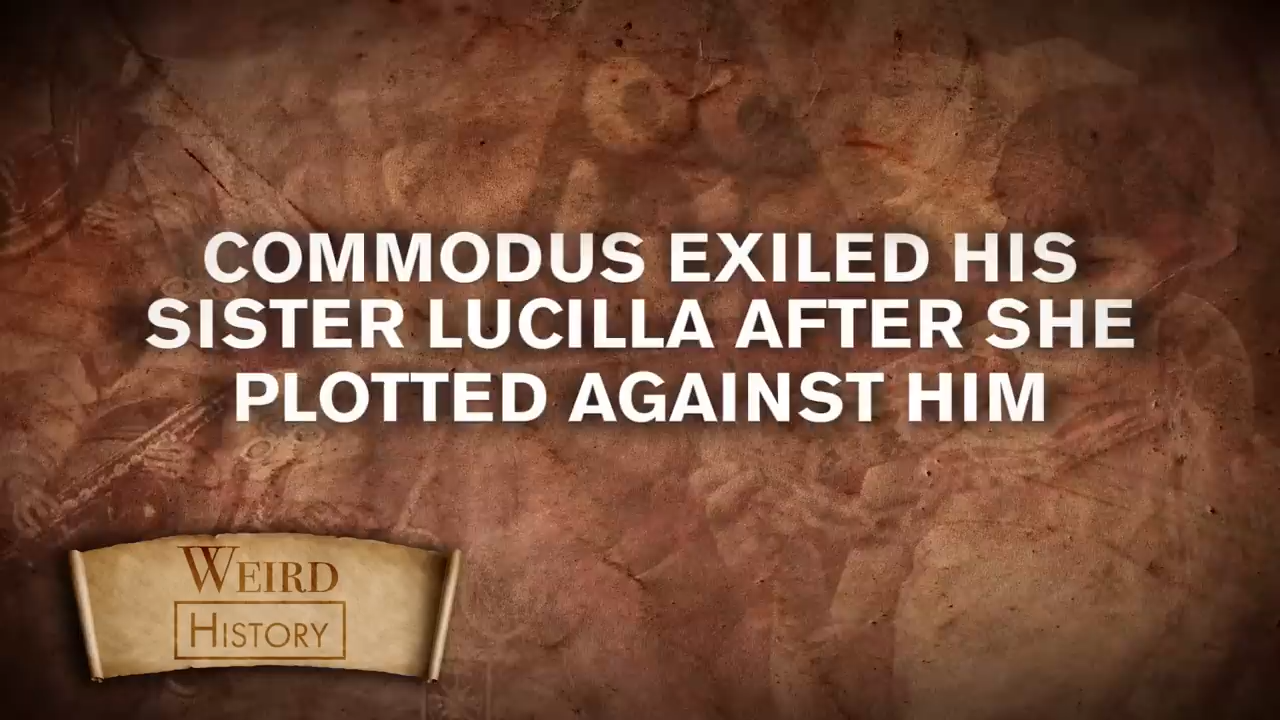 COMMODUS EXILED HIS
SISTER LUCILLA AFTER SHE
PLOTTED AGAINST HIM
WEIRD
HISTORY